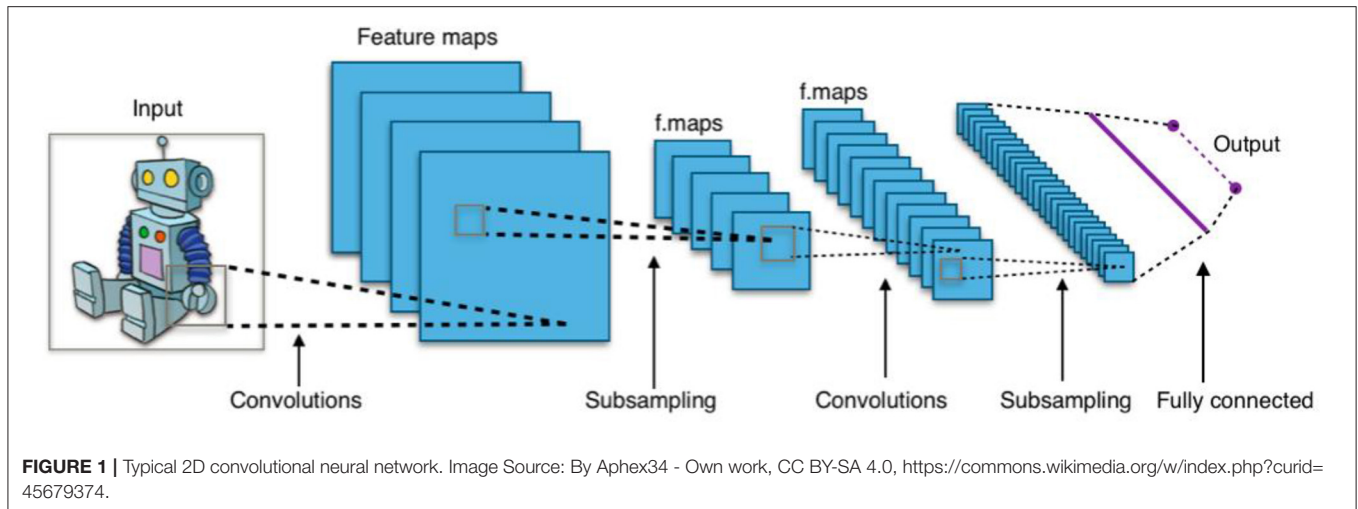 Feature maps
Input
f.maps
f.maps
Output
Convolutions
Subsampling
Convolutions
Subsampling
Fully connected
FIGURE 1 | Typical 2D convolutional neural network. Image Source: By Aphex34 - Own work, CC BY-SA 4.0, https://commons.wikimedia.org/w/index.php?curid=
45679374.